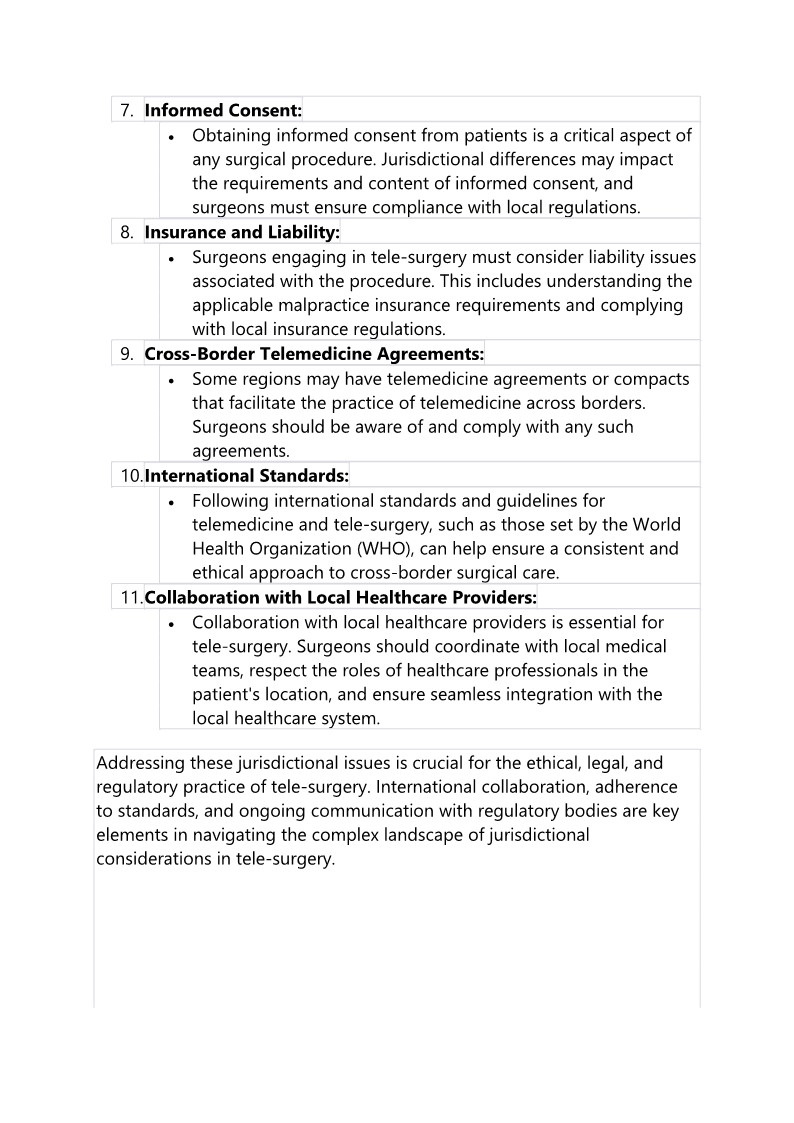 7. Informed Consent:
• Obtaining informed consent from patients is a critical aspect of
any surgical procedure. Jurisdictional differences may impact
the requirements and content of informed consent, and
surgeons must ensure compliance with local regulations.
8. Insurance and Liability:
• Surgeons engaging in tele-surgery must consider liability issues
associated with the procedure. This includes understanding the
applicable malpractice insurance requirements and complying
with local insurance regulations.
9. Cross-Border Telemedicine Agreements:
• Some regions may have telemedicine agreements or compacts
that facilitate the practice of telemedicine across borders.
Surgeons should be aware of and comply with any such
agreements.
10. International Standards:
• Following international standards and guidelines for
telemedicine and tele-surgery, such as those set by the World
Health Organization (WHO), can help ensure a consistent and
ethical approach to cross-border surgical care.
11. Collaboration with Local Healthcare Providers:
• Collaboration with local healthcare providers is essential for
tele-surgery. Surgeons should coordinate with local medical
teams, respect the roles of healthcare professionals in the
patient's location, and ensure seamless integration with the
local healthcare system.
Addressing these jurisdictional issues is crucial for the ethical, legal, and
regulatory practice of tele-surgery. International collaboration, adherence
to standards, and ongoing communication with regulatory bodies are key
elements in navigating the complex landscape of jurisdictional
considerations in tele-surgery.